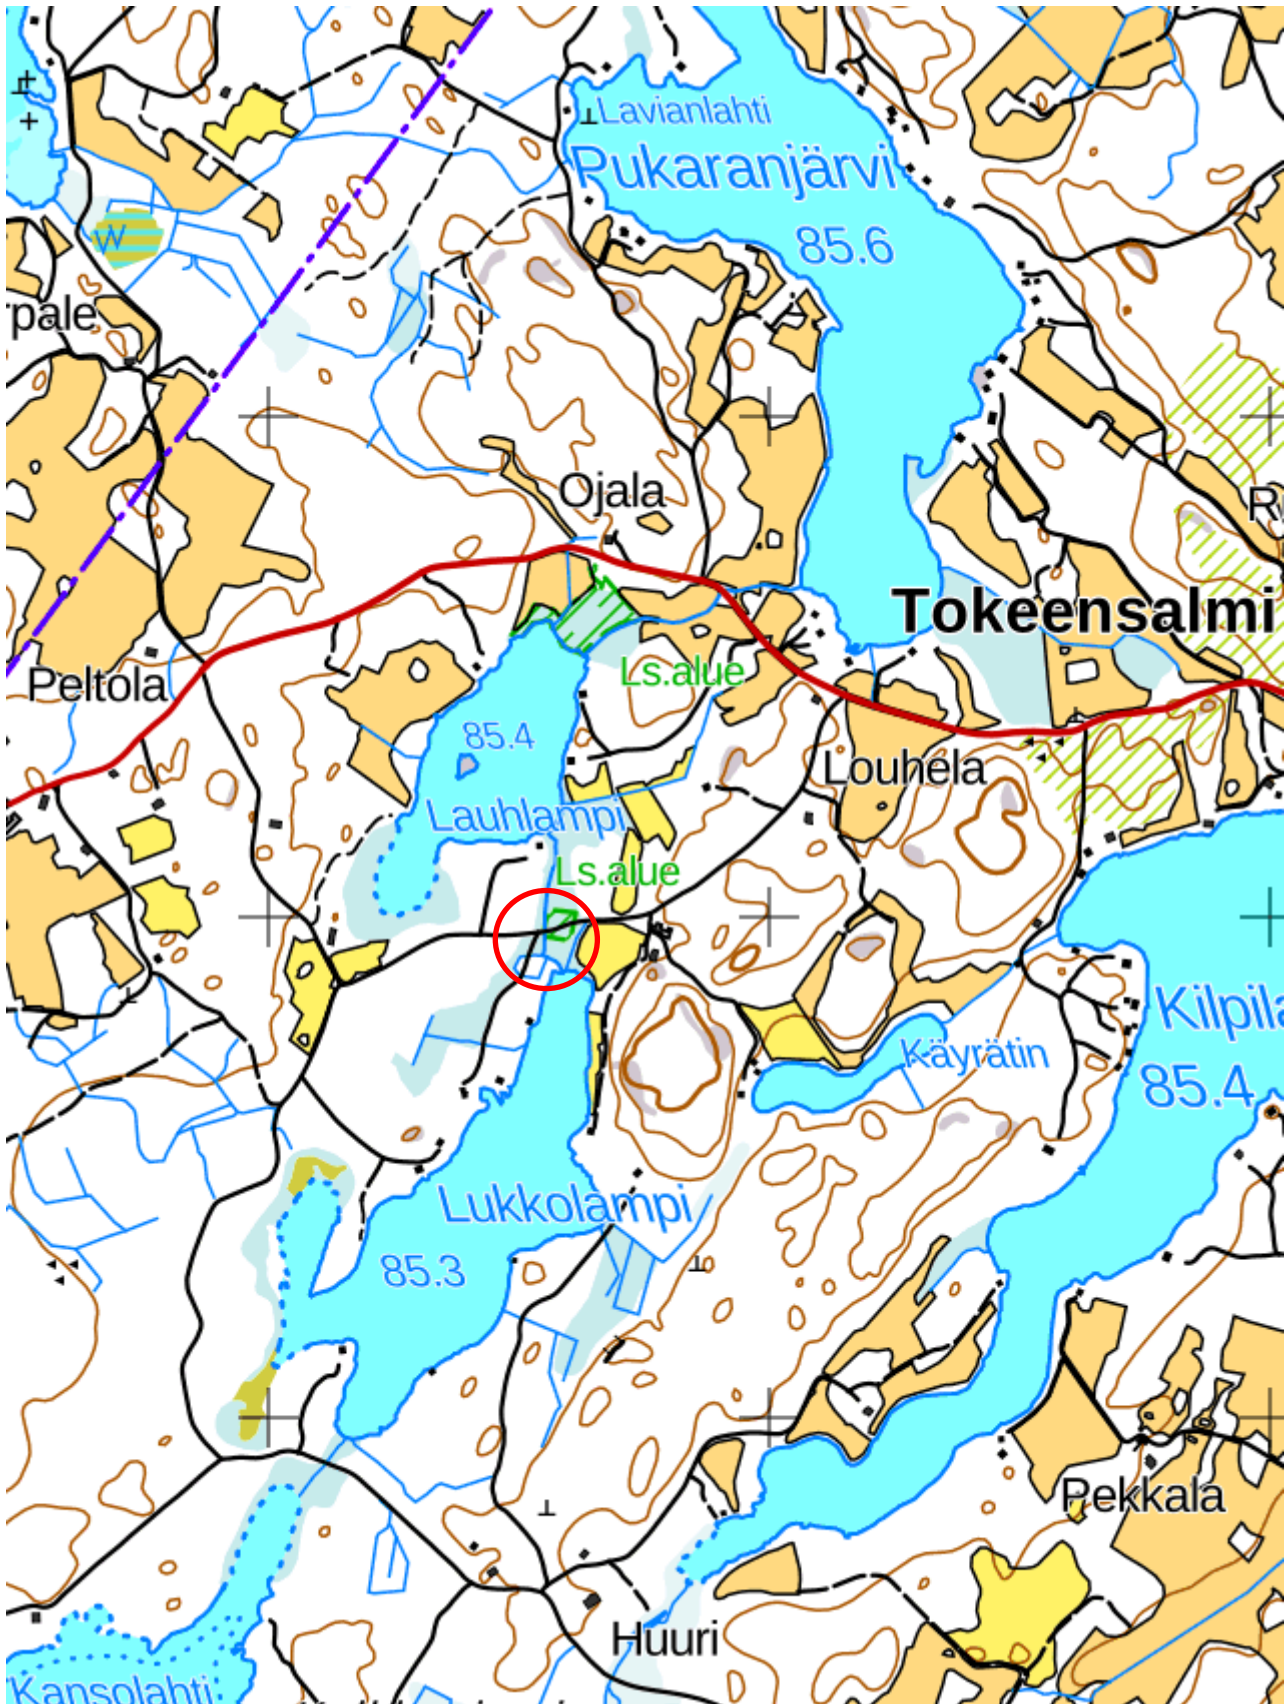 Lavianlahti
Pukaranjärvi
85.6
W
pale
Ojala
Tokeensalmi
Ls.alue
Peltola
85.4
Louhela
Lauhlampi
Ls.alue
Käyrätin
85.4
Lukkolampi
85.3
Pekkala
Huuri
Kansolahti